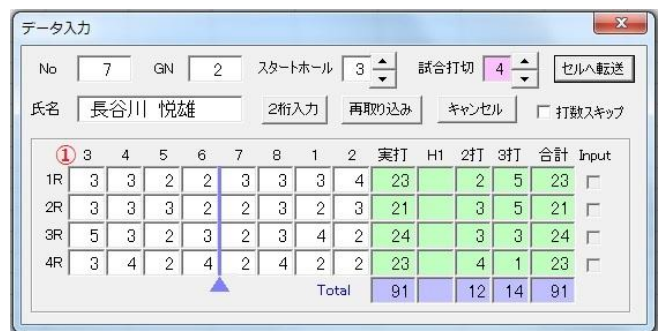 データ入力
No 7 GN 2 スタートホール 3 試合打切 4 セルへ転送
氏名 長谷川 悦雄 2桁入力 再取り込み キャンセル 打数スキップ
① 3 4 5 6 7 8 1 2 実打 H1 2打 3打 合計 Input
1R 3 3 2 2 3 3 3 4 23 2 5 23
2R 3 3 3 2 2 3 2 3 21 3 5 21
3R 5 3 2 3 2 3 4 2 24 3 3 24
4R 3 4 2 4 2 4 2 2 23 4 1 23
Total 91 12 14 91